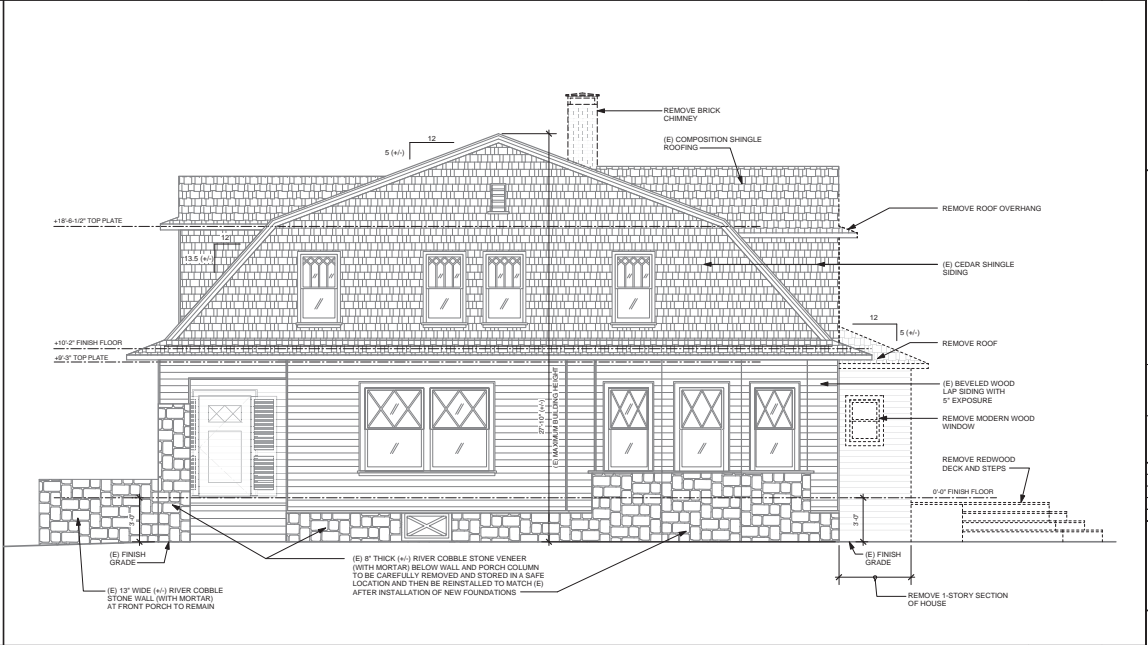 REMOVE BRICK
CHIMNEY
(E) COMPOSITION SHINGLE
ROOFING
12
5 (+/-)
REMOVE ROOF OVERHANG
+18'-6-1/2" TOP PLATE
12
13.5 (+/-)
(E) CEDAR SHINGLE
SIDING
12
5 (+/-)
+10'-2" FINISH FLOOR
REMOVE ROOF
+9'-3" TOP PLATE
(E) BEVELED WOOD
LAP SIDING WITH
5" EXPOSURE
27'-10" (+/-)
(E) MAXIMUM BUILDING HEIGHT
REMOVE MODERN WOOD
WINDOW
REMOVE REDWOOD
DECK AND STEPS
0'-0" FINISH FLOOR
3'-0"
3'-0"
(E) FINISH
GRADE
(E) 8" THICK (+/-) RIVER COBBLE STONE VENEER
(WITH MORTAR) BELOW WALL AND PORCH COLUMN
TO BE CAREFULLY REMOVED AND STORED IN A SAFE
LOCATION AND THEN BE REINSTALLED TO MATCH (E)
AFTER INSTALLATION OF NEW FOUNDATIONS
(E) FINISH
GRADE
(E) 13" WIDE (+/-) RIVER COBBLE
STONE WALL (WITH MORTAR)
AT FRONT PORCH TO REMAIN
REMOVE 1-STORY SECTION
OF HOUSE